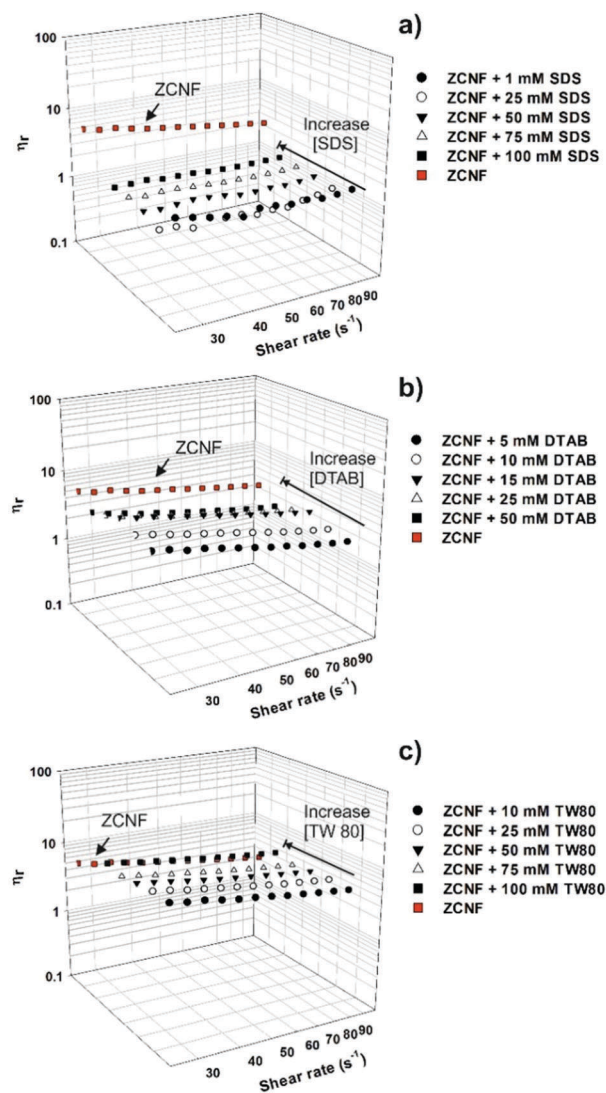 a)
100
10
1
0.1
ηr
ZCNF
Increase
[SDS]
30
40
50
60
70
80
90
Shear rate (s-1)
ZCNF + 1 mM SDS
ZCNF + 25 mM SDS
ZCNF + 50 mM SDS
ZCNF + 75 mM SDS
ZCNF + 100 mM SDS
ZCNF
b)
100
10
1
0.1
ηr
ZCNF
Increase
[DTAB]
30
40
50
60
70
80
90
Shear rate (s-1)
ZCNF + 5 mM DTAB
ZCNF + 10 mM DTAB
ZCNF + 15 mM DTAB
ZCNF + 25 mM DTAB
ZCNF + 50 mM DTAB
ZCNF
c)
100
10
1
0.1
ηr
ZCNF
Increase
[TW 80]
30
40
50
60
70
80
90
Shear rate (s-1)
ZCNF + 10 mM TW80
ZCNF + 25 mM TW80
ZCNF + 50 mM TW80
ZCNF + 75 mM TW80
ZCNF + 100 mM TW80
ZCNF